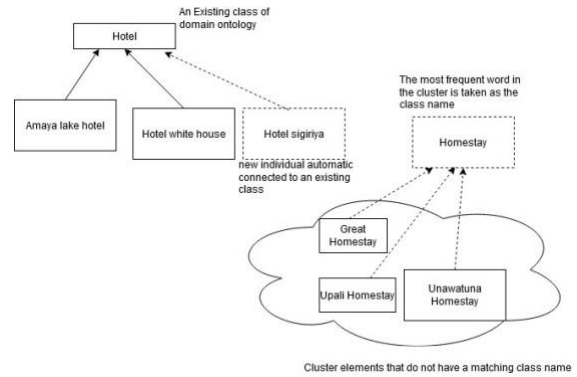 An Existing class of
domain ontology
Hotel
Amaya lake hotel
Hotel white house
Hotel sigiriya
new individual automatic
connected to an existing
class
The most frequent word in
the cluster is taken as the
class name
Homestay
Great
Homestay
Upali Homestay
Unawatuna
Homestay
Cluster elements that do not have a matching class name